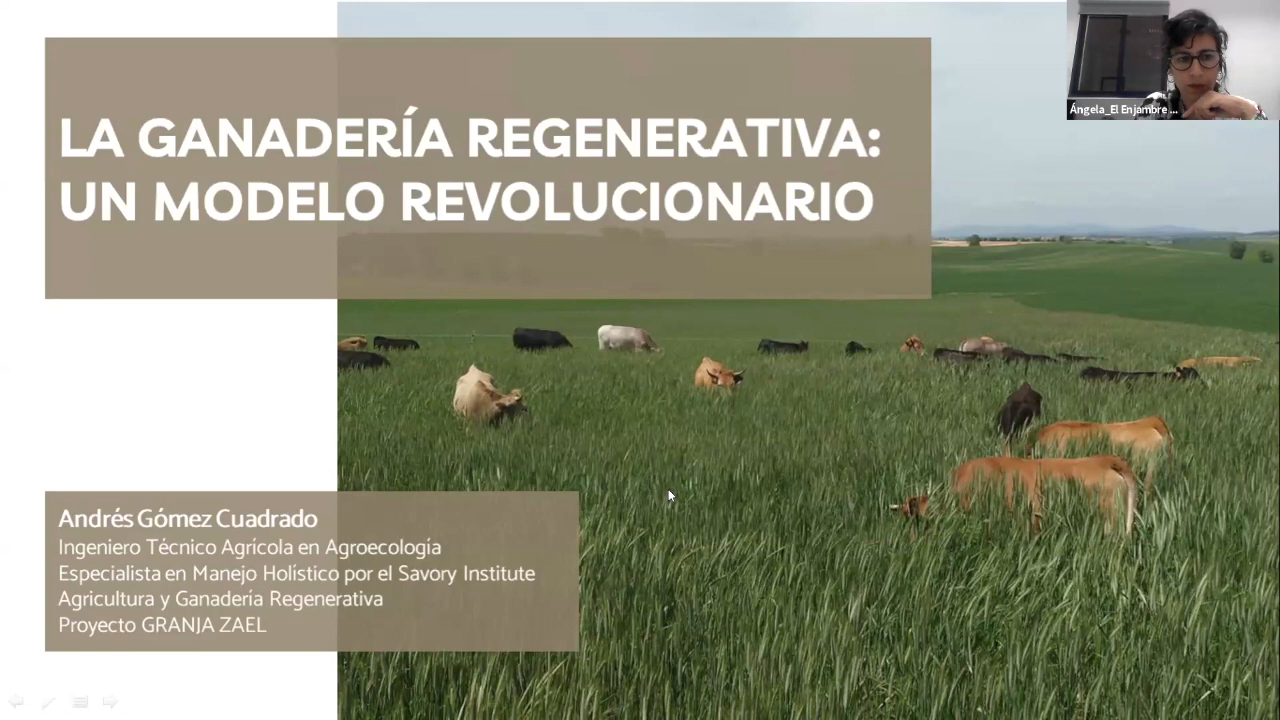 LA GANADERÍA REGENERATIVA:
UN MODELO REVOLUCIONARIO
Ángela_El Enjambre ...
Andrés Gómez Cuadrado
Ingeniero Técnico Agrícola en Agroecología
Especialista en Manejo Holístico por el Savory Institute
Agricultura y Ganadería Regenerativa
Proyecto GRANJA ZAEL